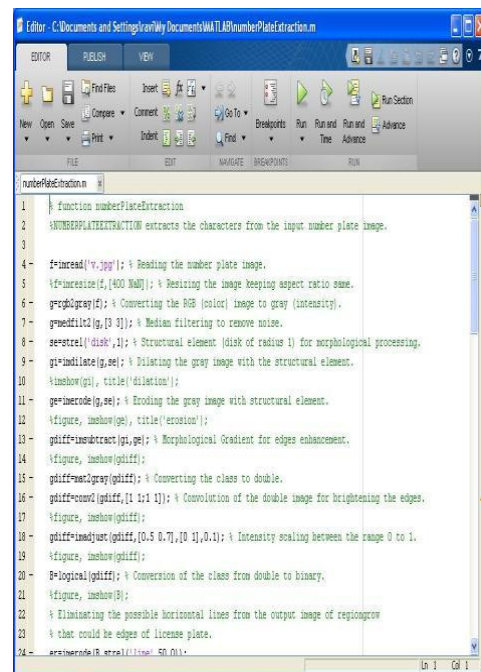 Editor - C:\Documents and Settings\ravi\My Documents\MATLAB\numberPlateExtraction.m
EDITOR PUBLISH VIEW
New Open Save Find Files Compare Print
Insert fx Comment Indent
Go To Find
Breakpoints
Run Run and Time Run and Advance Run Section Advance
FILE EDIT NAVIGATE BREAKPOINTS RUN
numberPlateExtraction.m
1 % function numberPlateExtraction
2 %NUMBERPLATEEXTRACTION extracts the characters from the input number plate image.
3
4 - f=imread('v.jpg'); % Reading the number plate image.
5 %f=imresize(f,[400 NaN]); % Resizing the image keeping aspect ratio same.
6 - g=rgb2gray(f); % Converting the RGB (color) image to gray (intensity).
7 - g=medfilt2(g,[3 3]); % Median filtering to remove noise.
8 - se=strel('disk',1); % Structural element (disk of radius 1) for morphological processing.
9 - gi=imdilate(g,se); % Dilating the gray image with the structural element.
10 %imshow(gi), title('dilation');
11 - ge=imerode(g,se); % Eroding the gray image with structural element.
12 %figure, imshow(ge), title('erosion');
13 - gdiff=imsubtract(gi,ge); % Morphological Gradient for edges enhancement.
14 %figure, imshow(gdiff);
15 - gdiff=mat2gray(gdiff); % Converting the class to double.
16 - gdiff=conv2(gdiff,[1 1;1 1]); % Convolution of the double image for brightening the edges.
17 %figure, imshow(gdiff);
18 - gdiff=imadjust(gdiff,[0.5 0.7],[0 1],0.1); % Intensity scaling between the range 0 to 1.
19 %figure, imshow(gdiff);
20 - B=logical(gdiff); % Conversion of the class from double to binary.
21 %figure, imshow(B);
22 % Eliminating the possible horizontal lines from the output image of regiongrow
23 % that could be edges of license plate.
24 - er=imerode(B,strel('line',50,0));
Ln 1 Col 1